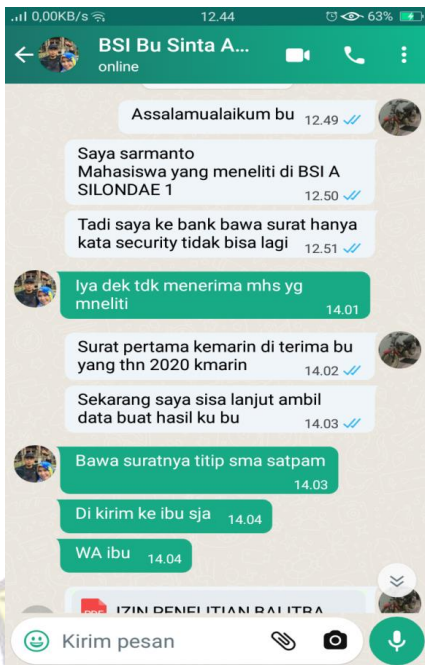 0,00KB/s 12.44 63%
BSI Bu Sinta A...
online
Assalamualaikum bu 12.49
Saya sarmanto
Mahasiswa yang meneliti di BSI A
SILONDAE 1
12.50
Tadi saya ke bank bawa surat hanya
kata security tidak bisa lagi 12.51
Iya dek tdk menerima mhs yg
mneliti
14.01
Surat pertama kemarin di terima bu
yang thn 2020 kmarin 14.02
Sekarang saya sisa lanjut ambil
data buat hasil ku bu 14.03
Bawa suratnya titip sma satpam
14.03
Di kirim ke ibu sja 14.04
WA ibu 14.04
PDF IZIN PENELITIAN BALITBA
Kirim pesan